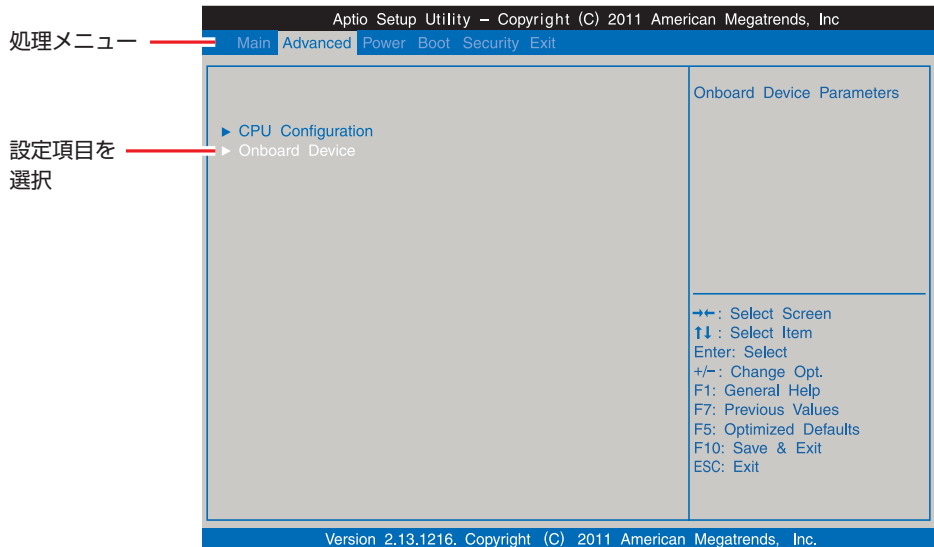 Aptio Setup Utility – Copyright (C) 2011 American Megatrends, Inc
処理メニュー
Main Advanced Power Boot Security Exit
Onboard Device Parameters
► CPU Configuration
設定項目を
選択
► Onboard Device
→←: Select Screen
↑↓ : Select Item
Enter: Select
+/−: Change Opt.
F1: General Help
F7: Previous Values
F5: Optimized Defaults
F10: Save & Exit
ESC: Exit
Version 2.13.1216. Copyright (C) 2011 American Megatrends, Inc.